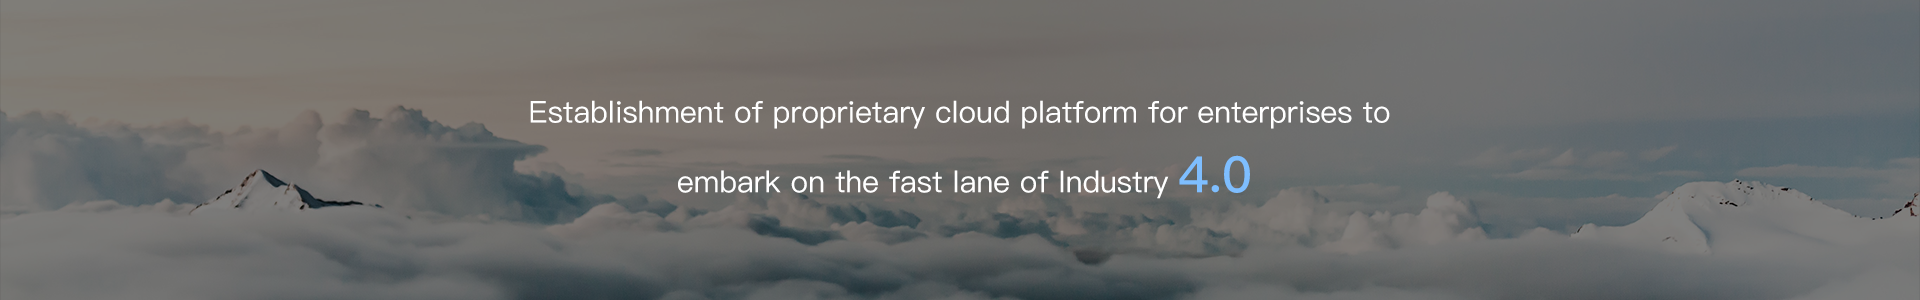 Establishment of proprietary cloud platform for enterprises to
embark on the fast lane of Industry 4.0